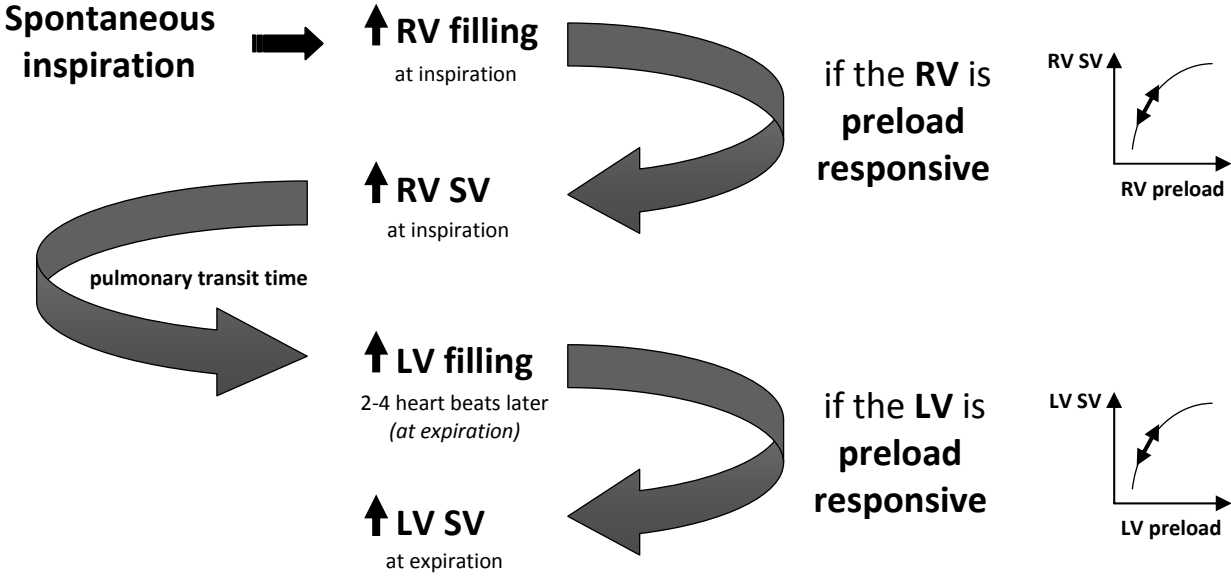 Spontaneous
inspiration
RV filling
at inspiration
if the RV is
preload
responsive
RV SV
RV preload
RV SV
at inspiration
pulmonary transit time
LV filling
2-4 heart beats later
(at expiration)
if the LV is
preload
responsive
LV SV
LV preload
LV SV
at expiration